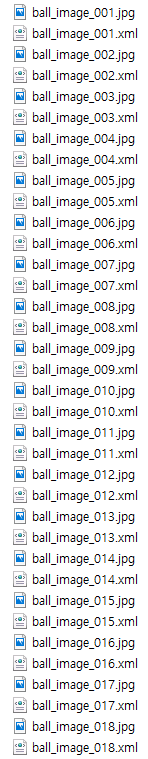 ball_image_001.jpg
ball_image_001.xml
ball_image_002.jpg
ball_image_002.xml
ball_image_003.jpg
ball_image_003.xml
ball_image_004.jpg
ball_image_004.xml
ball_image_005.jpg
ball_image_005.xml
ball_image_006.jpg
ball_image_006.xml
ball_image_007.jpg
ball_image_007.xml
ball_image_008.jpg
ball_image_008.xml
ball_image_009.jpg
ball_image_009.xml
ball_image_010.jpg
ball_image_010.xml
ball_image_011.jpg
ball_image_011.xml
ball_image_012.jpg
ball_image_012.xml
ball_image_013.jpg
ball_image_013.xml
ball_image_014.jpg
ball_image_014.xml
ball_image_015.jpg
ball_image_015.xml
ball_image_016.jpg
ball_image_016.xml
ball_image_017.jpg
ball_image_017.xml
ball_image_018.jpg
ball_image_018.xml